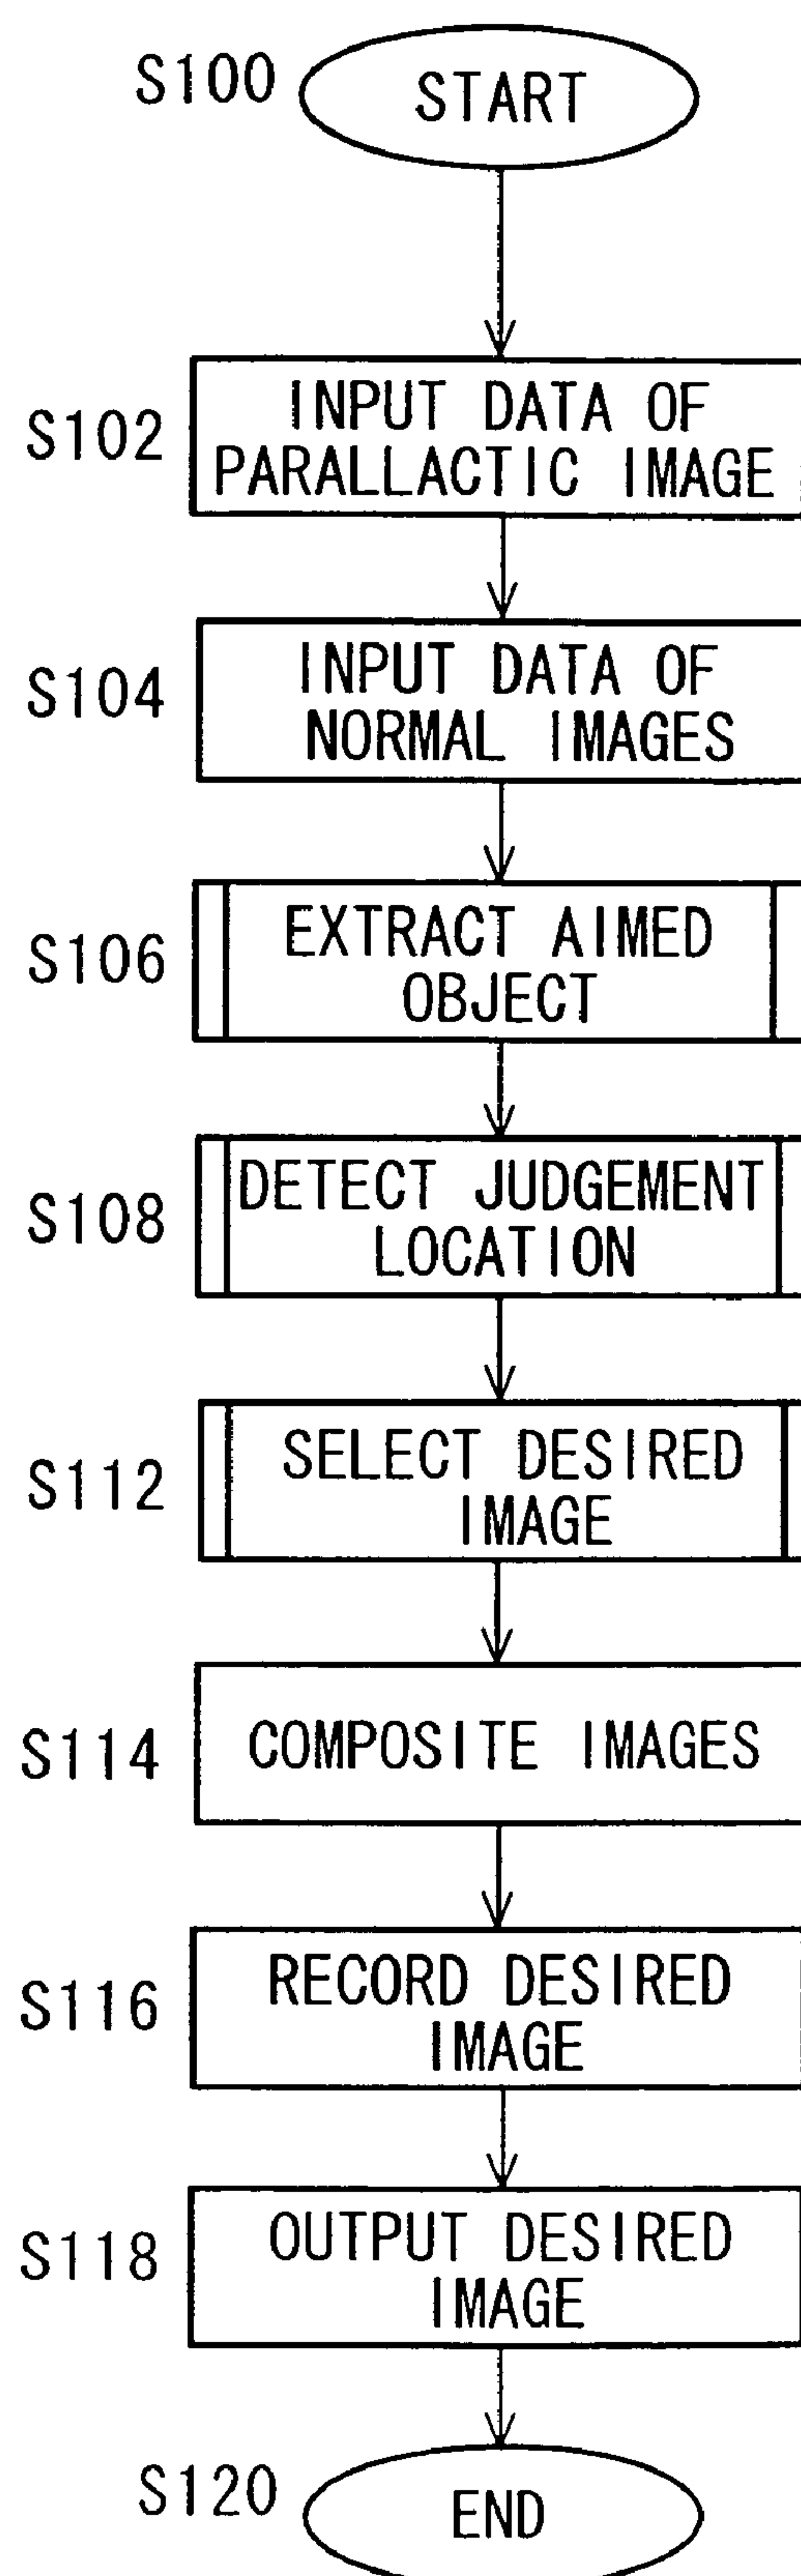 S100
START
S102
INPUT DATA OF
PARALLACTIC IMAGE
S104
INPUT DATA OF
NORMAL IMAGES
S106
EXTRACT AIMED
OBJECT
S108
DETECT JUDGEMENT
LOCATION
S112
SELECT DESIRED
IMAGE
S114
COMPOSITE IMAGES
S116
RECORD DESIRED
IMAGE
S118
OUTPUT DESIRED
IMAGE
S120
END